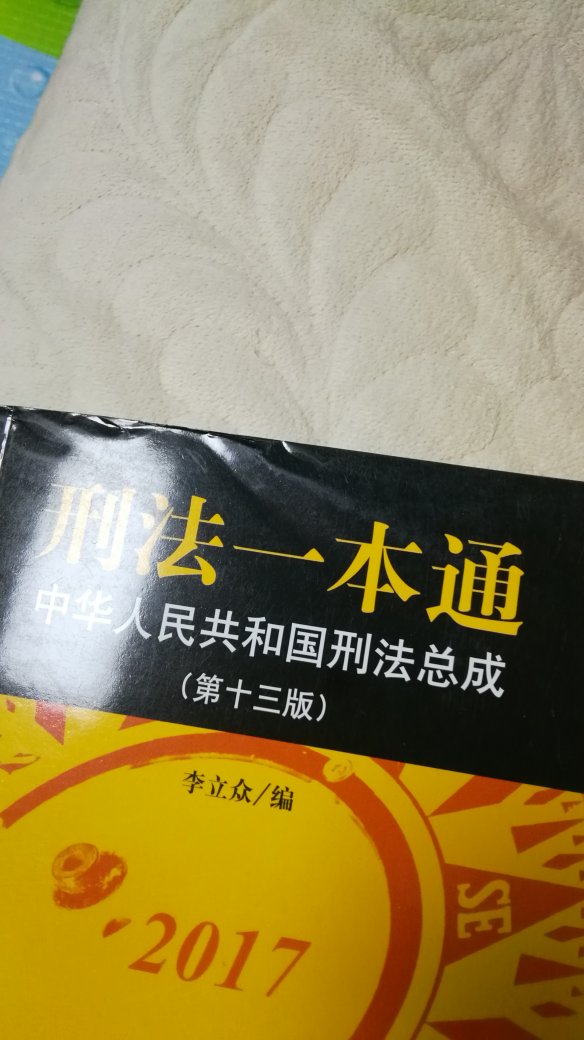 刑法一本通
中华人民共和国刑法总成
(第十三版)
李立众/编
SE
2017